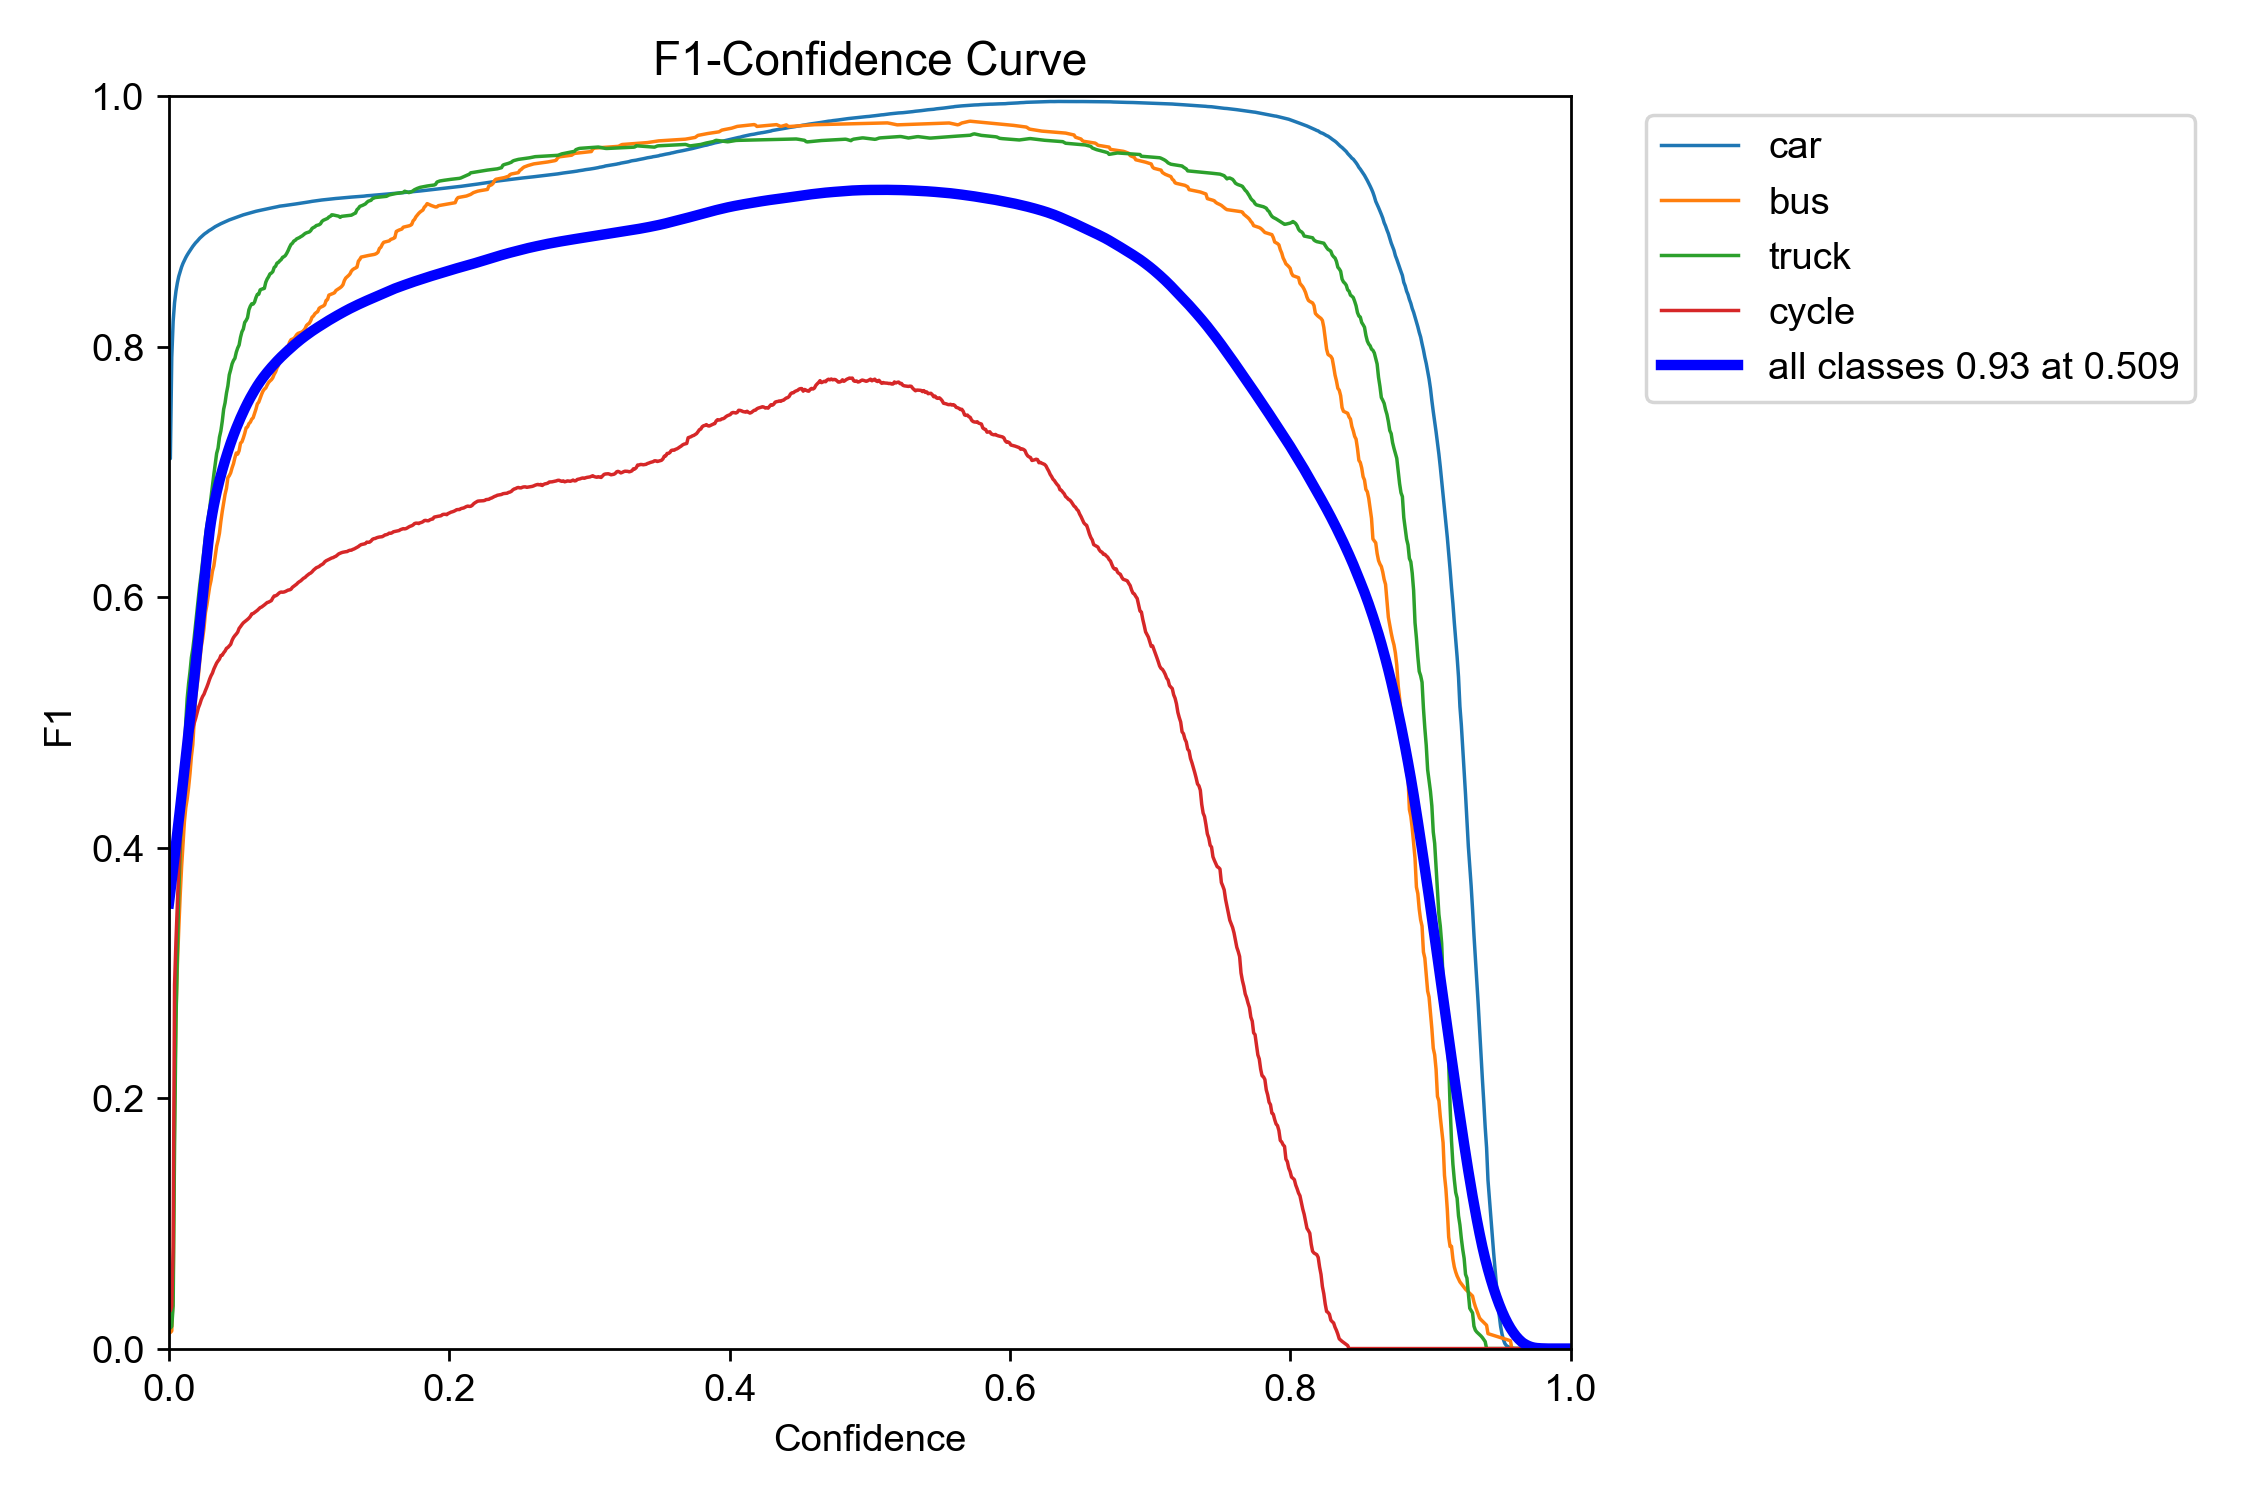 F1-Confidence Curve
1.0
0.8
0.6
0.4
0.2
0.0
F1
0.0 0.2 0.4 0.6 0.8 1.0
Confidence
car
bus
truck
cycle
all classes 0.93 at 0.509